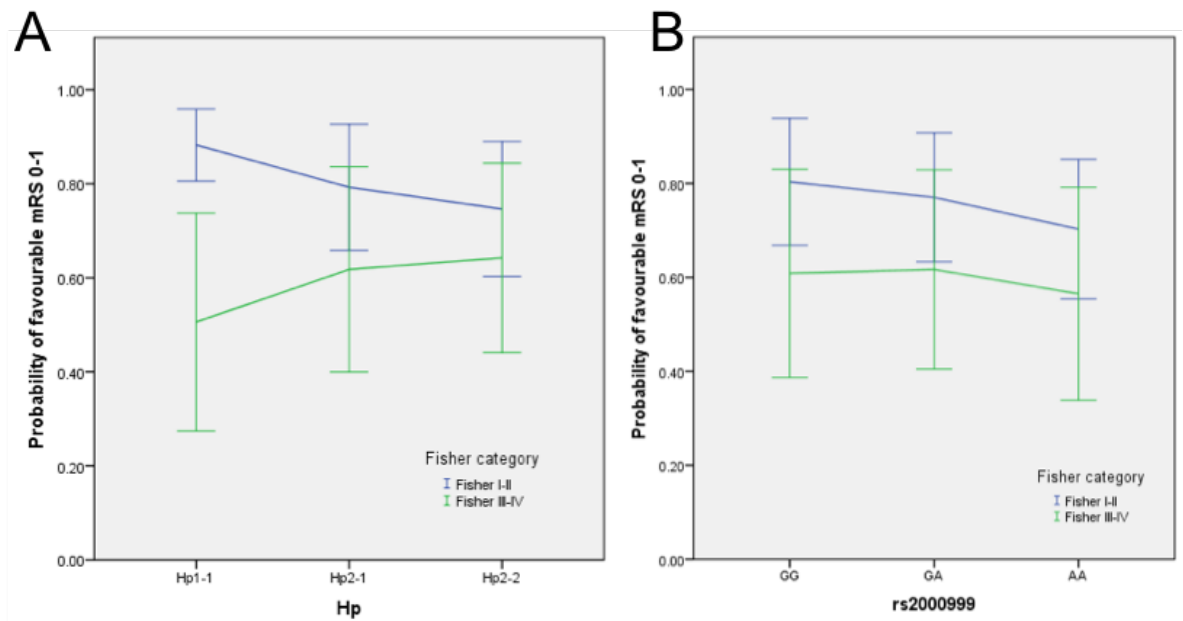 A
Probability of favourable mRS 0-1
1.00
0.80
0.60
0.40
0.20
0.00
Fisher category
Fisher I-II
Fisher III-IV
Hp1-1 Hp2-1 Hp2-2
Hp
B
Probability of favourable mRS 0-1
1.00
0.80
0.60
0.40
0.20
0.00
Fisher category
Fisher I-II
Fisher III-IV
GG GA AA
rs2000999